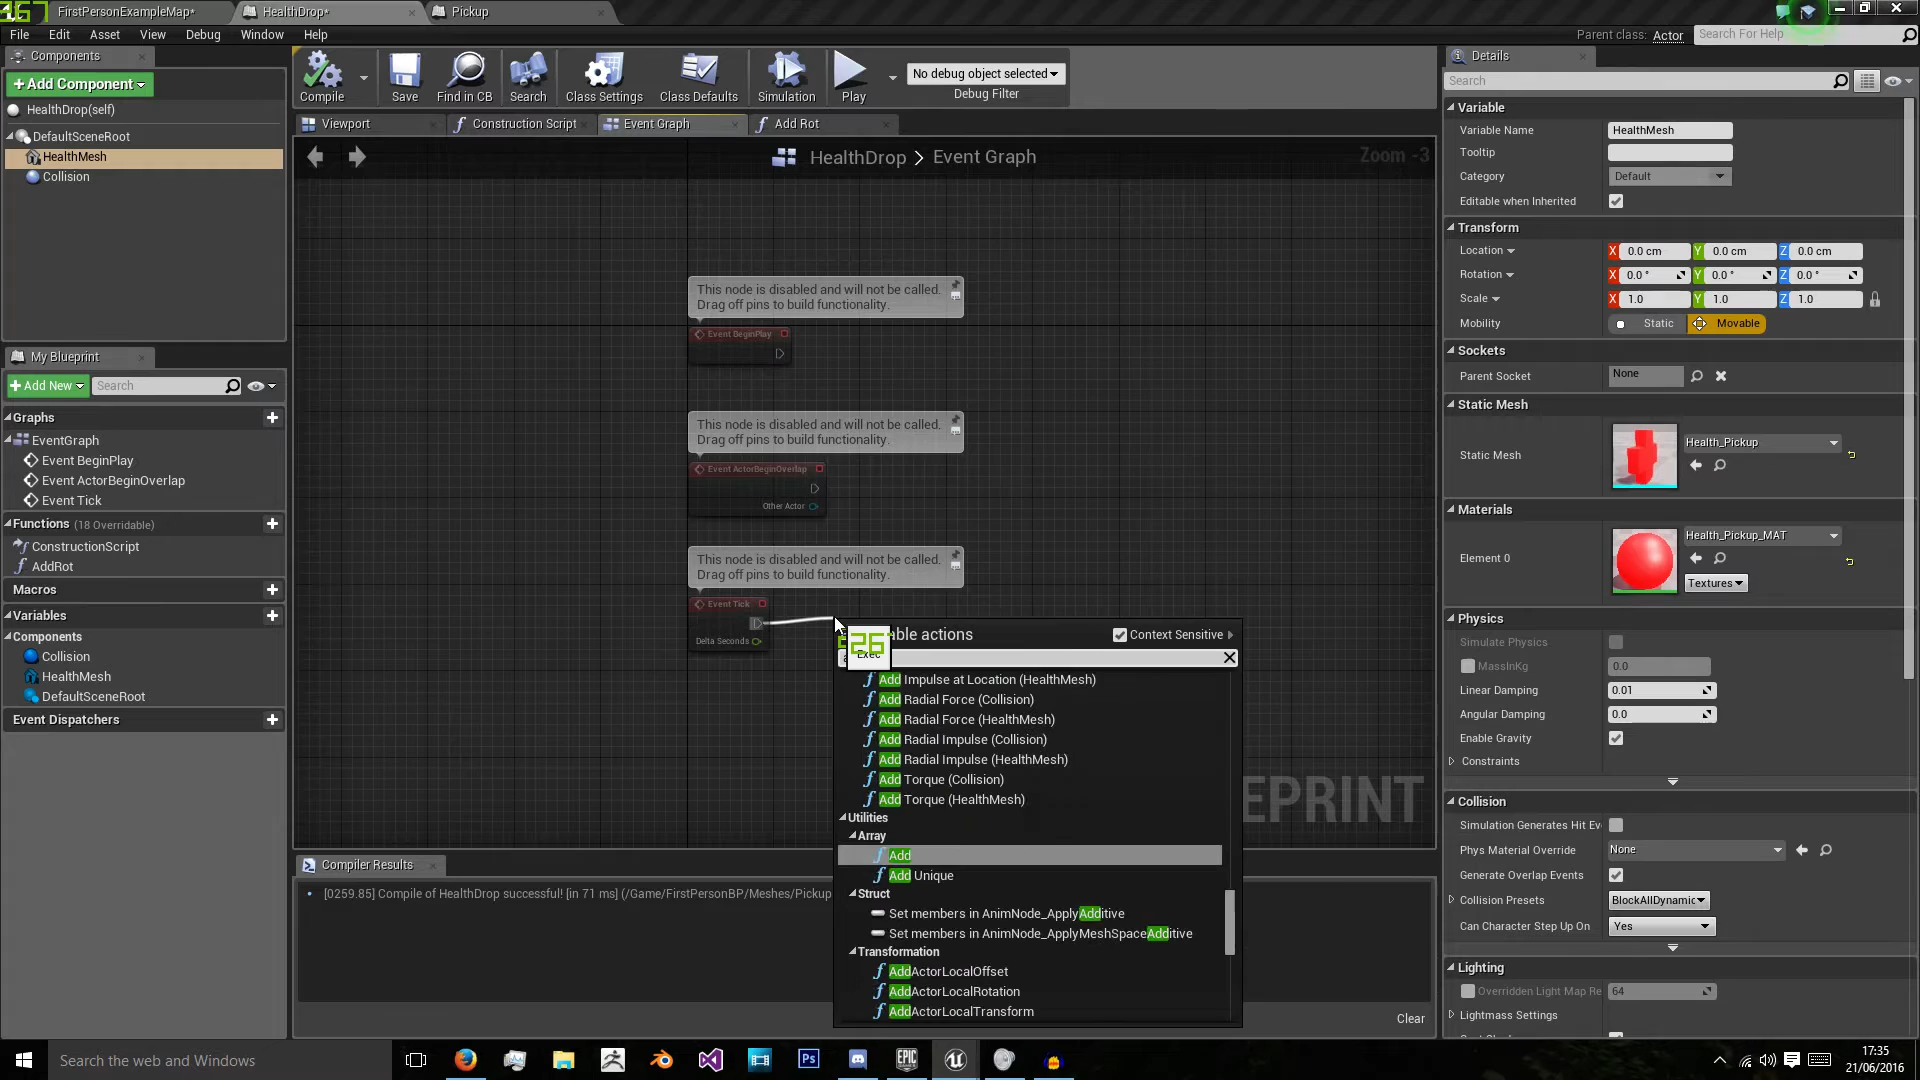 367
FirstPersonExampleMap*
HealthDrop*
Pickup
File Edit Asset View Debug Window Help
Parent class: Actor
Search For Help
Components
+Add Component
HealthDrop(self)
DefaultSceneRoot
HealthMesh
Collision
Compile
Save
Find in CB
Search
Class Settings
Class Defaults
Simulation
Play
No debug object selected
Debug Filter
Viewport
Construction Script
Event Graph
Add Rot
HealthDrop > Event Graph
Zoom -3
This node is disabled and will not be called.
Drag off pins to build functionality.
Event BeginPlay
This node is disabled and will not be called.
Drag off pins to build functionality.
Event ActorBeginOverlap
Other Actor
This node is disabled and will not be called.
Drag off pins to build functionality.
Event Tick
Delta Seconds
26
Exec
able actions
Context Sensitive
Add Impulse at Location (HealthMesh)
Add Radial Force (Collision)
Add Radial Force (HealthMesh)
Add Radial Impulse (Collision)
Add Radial Impulse (HealthMesh)
Add Torque (Collision)
Add Torque (HealthMesh)
Utilities
Array
Add
Add Unique
Struct
Set members in AnimNode_ApplyAdditive
Set members in AnimNode_ApplyMeshSpaceAdditive
Transformation
AddActorLocalOffset
AddActorLocalRotation
AddActorLocalTransform
EPRINT
My Blueprint
+Add New
Search
Graphs
EventGraph
Event BeginPlay
Event ActorBeginOverlap
Event Tick
Functions (18 Overridable)
ConstructionScript
AddRot
Macros
Variables
Components
Collision
HealthMesh
DefaultSceneRoot
Event Dispatchers
Compiler Results
[0259.85] Compile of HealthDrop successful! [in 71 ms] (/Game/FirstPersonBP/Meshes/Pickup
Clear
Details
Search
Variable
Variable Name HealthMesh
Tooltip
Category Default
Editable when Inherited
Transform
Location X 0.0 cm Y 0.0 cm Z 0.0 cm
Rotation X 0.0 ° Y 0.0 ° Z 0.0 °
Scale X 1.0 Y 1.0 Z 1.0
Mobility Static Movable
Sockets
Parent Socket None
Static Mesh
Static Mesh Health_Pickup
Materials
Element 0 Health_Pickup_MAT
Textures
Physics
Simulate Physics
MassInKg 0.0
Linear Damping 0.01
Angular Damping 0.0
Enable Gravity
Constraints
Collision
Simulation Generates Hit Ev
Phys Material Override None
Generate Overlap Events
Collision Presets BlockAllDynamic
Can Character Step Up On Yes
Lighting
Overridden Light Map Re 64
Lightmass Settings
Search the web and Windows
Ps
EPIC
17:35
21/06/2016